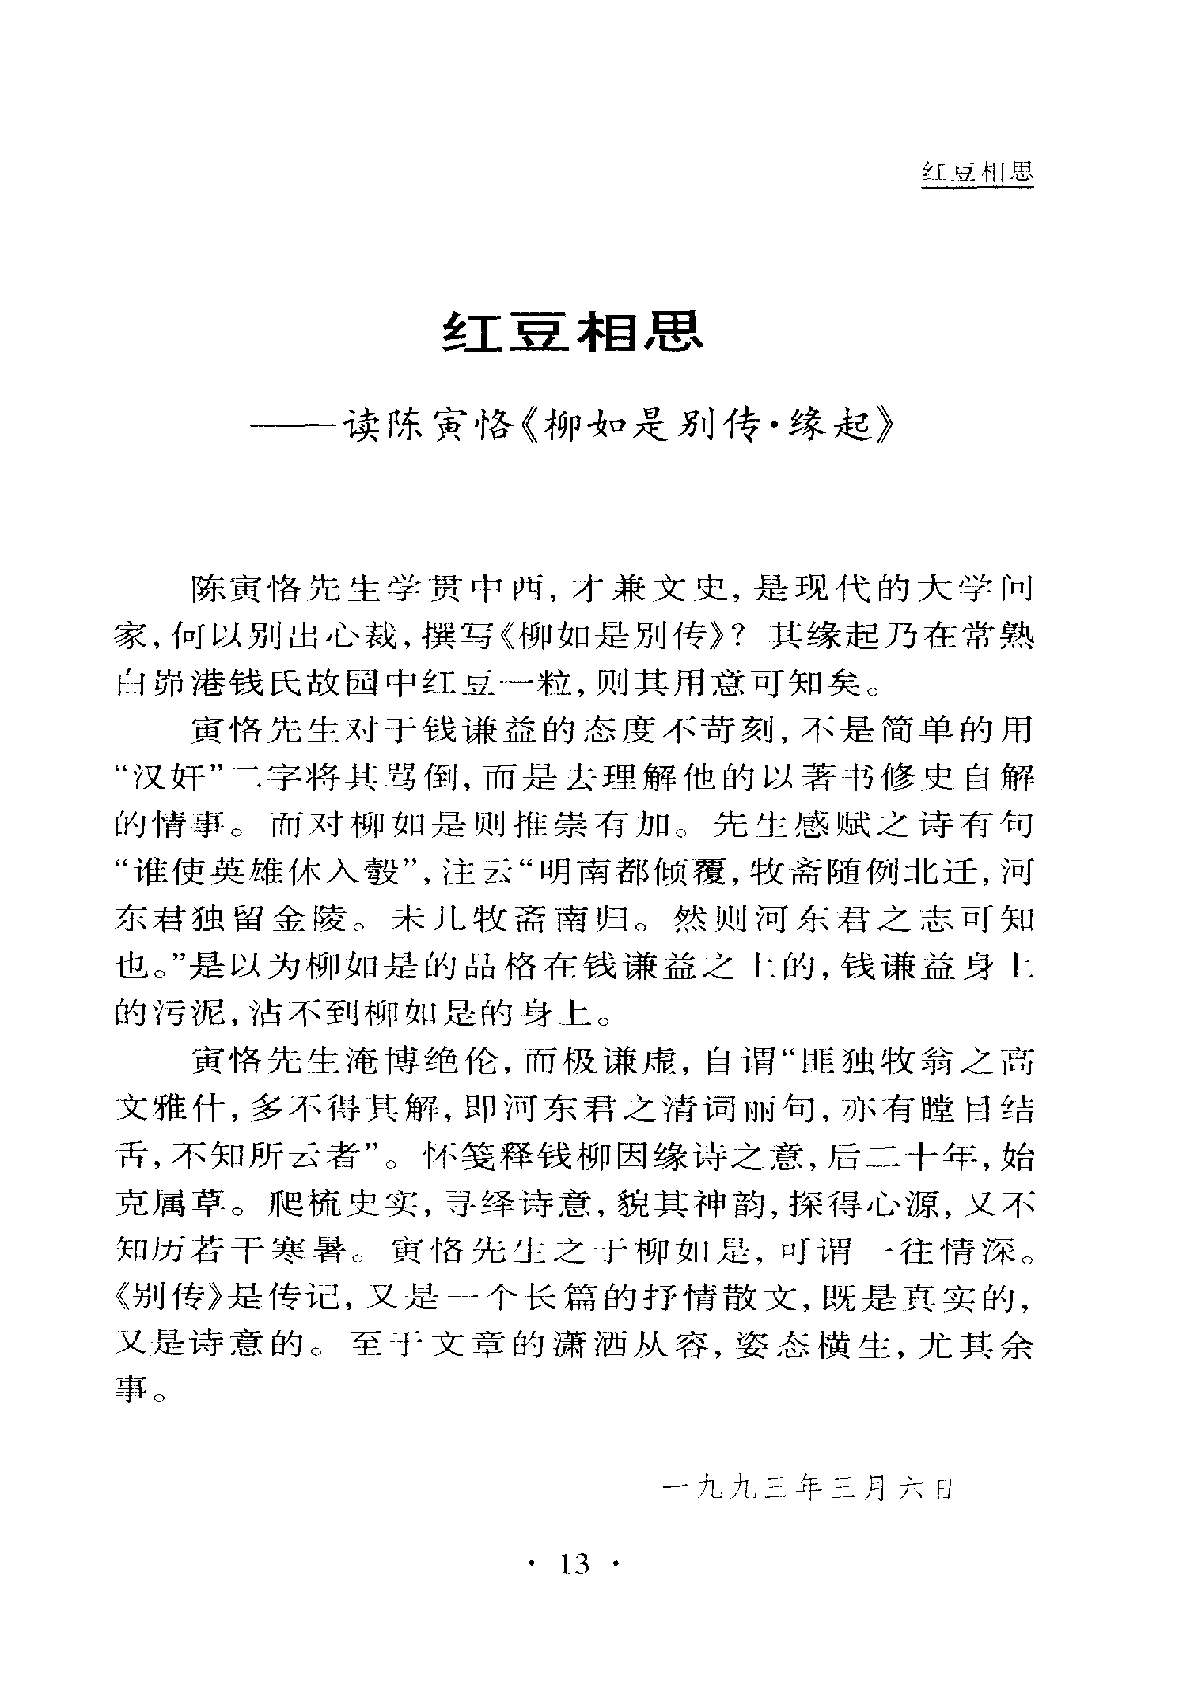 红豆相思
红豆相思
——读陈寅恪《柳如是别传·缘起》
陈寅恪先生学贯中西，才兼文史，是现代的大学问
家，何以别出心裁，撰写《柳如是别传》？其缘起乃在常熟
白茆港钱氏故园中红豆一粒，则其用意可知矣。
寅恪先生对于钱谦益的态度不苛刻，不是简单的用
“汉奸”二字将其骂倒，而是去理解他的以著书修史自解
的情事。而对柳如是则推崇有加。先生感赋之诗有句
“谁使英雄休入彀”，注云“明南都倾覆，牧斋随例北迁，河
东君独留金陵。未几牧斋南归。然则河东君之志可知
也。”是以为柳如是的品格在钱谦益之上的，钱谦益身上
的污泥，沾不到柳如是的身上。
寅恪先生淹博绝伦，而极谦虚，自谓“匪独牧翁之高
文雅什，多不得其解，即河东君之清词丽句，亦有瞠目结
舌，不知所云者”。怀笺释钱柳因缘诗之意，后二十年，始
克属草。爬梳史实，寻绎诗意，貌其神韵，探得心源，又不
知历若干寒暑。寅恪先生之于柳如是，可谓一往情深。
《别传》是传记，又是一个长篇的抒情散文，既是真实的，
又是诗意的。至于文章的潇洒从容，姿态横生，尤其余
事。
一九九三年三月六日
· 13 ·